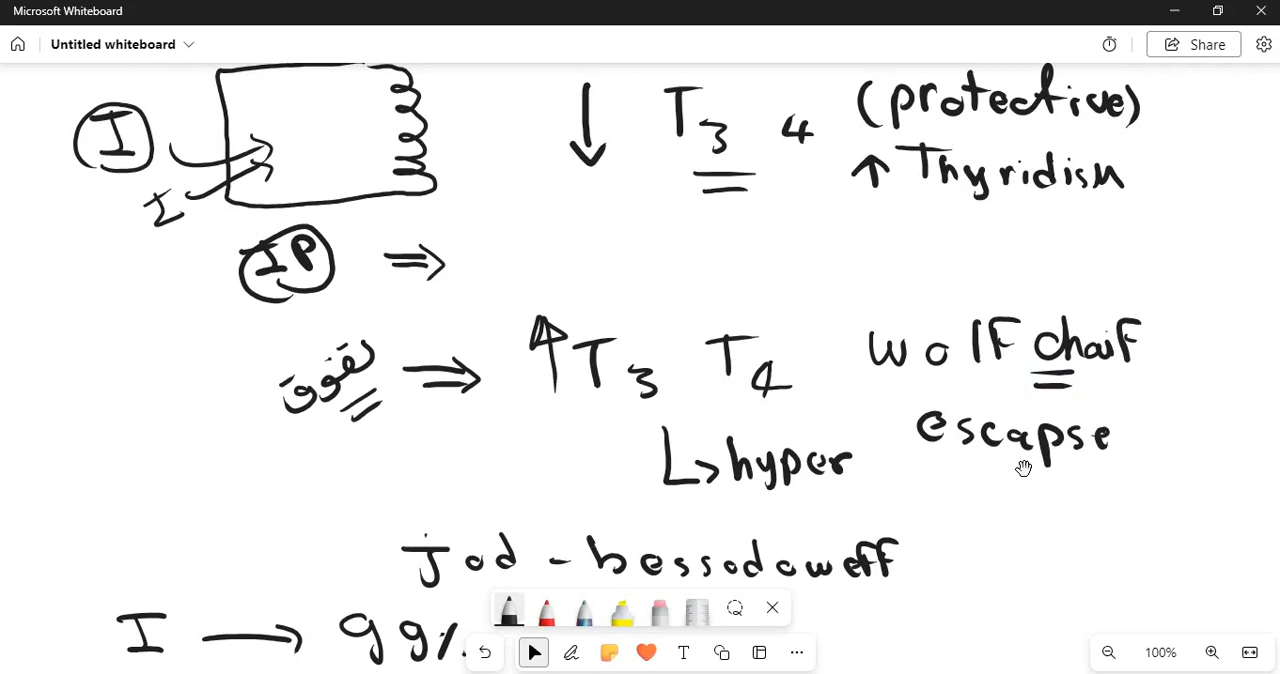 Microsoft Whiteboard
Untitled whiteboard
Share
I
I
↓ T3 4 (protective)
↑ Thyridism
IP ⇒
تفوق ⇒ ↑ T3 T4 wolf chaif
↳ hyper escapse
Jod - bessodoweff
I → 99%
100%